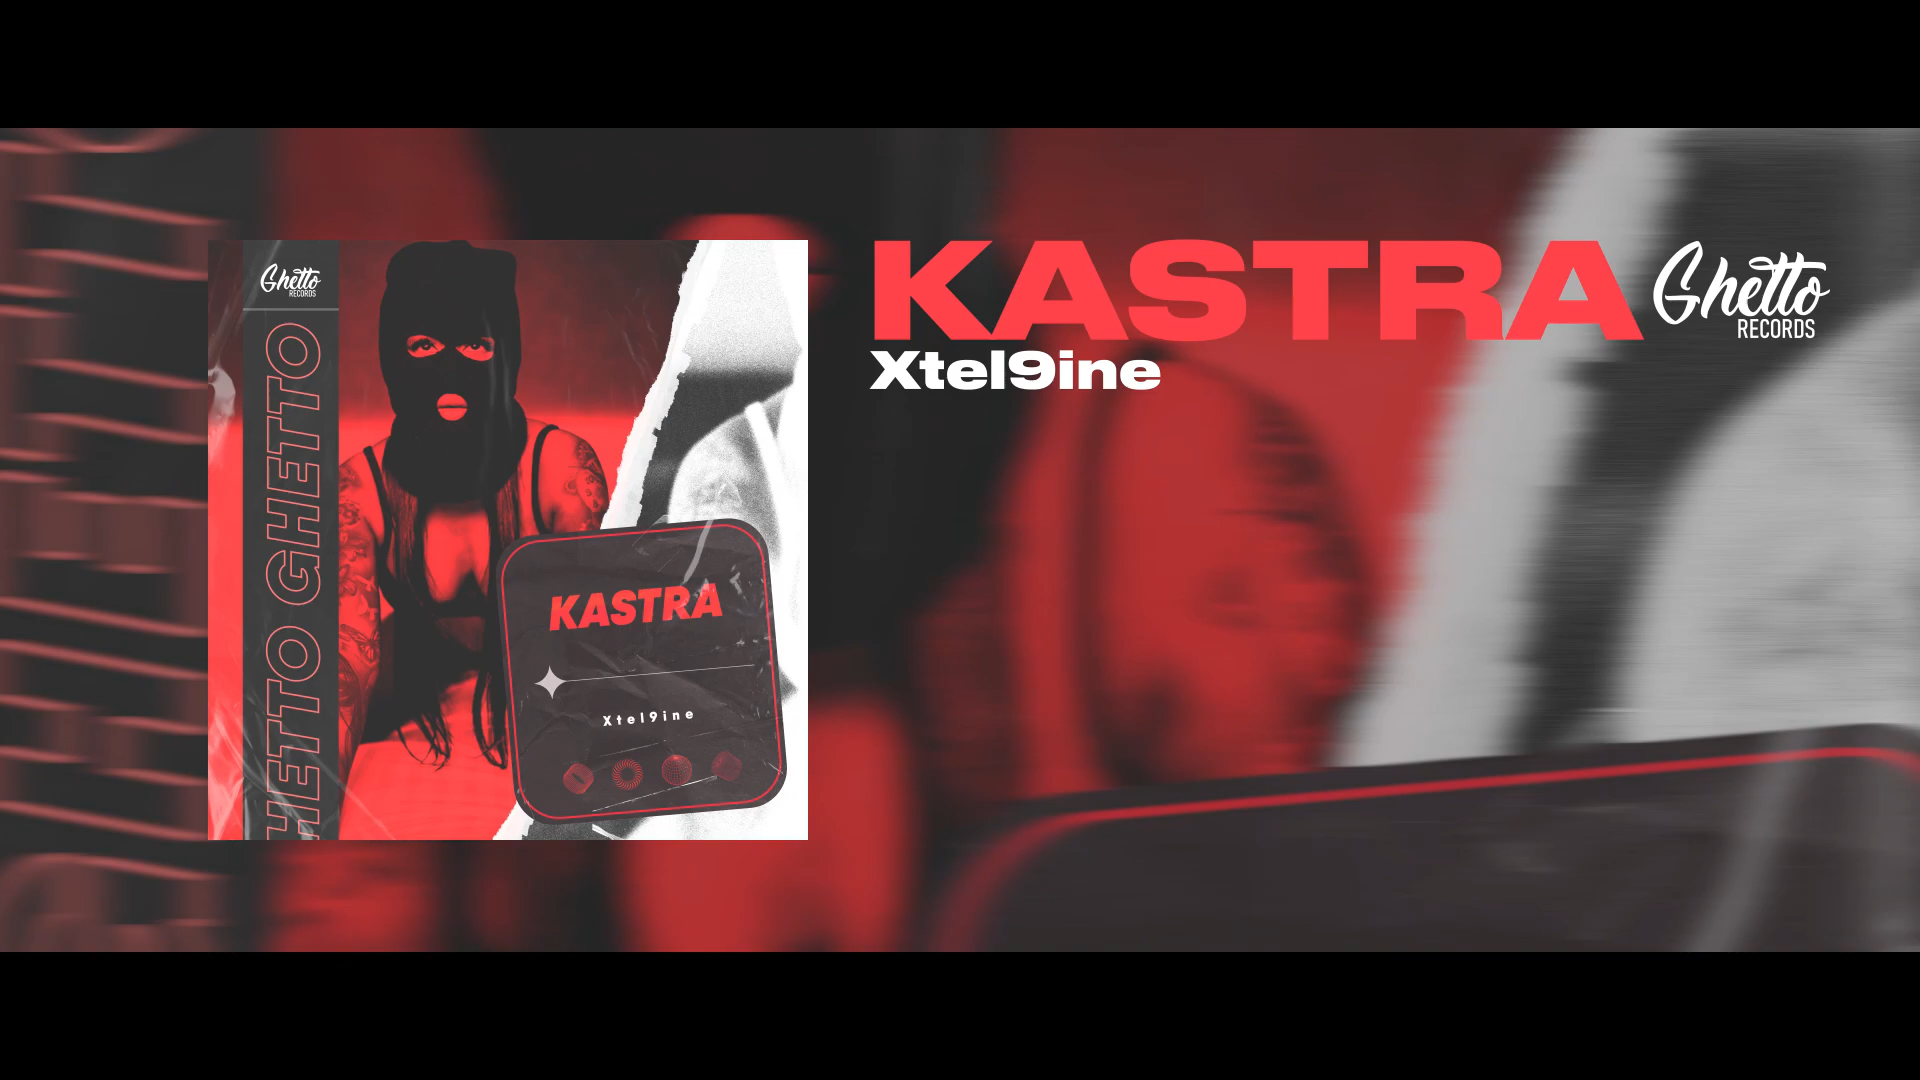 Ghetto
RECORDS
HETTO GHETTO
KASTRA
Xtel9ine
KASTRA
Xtel9ine
Ghetto
RECORDS